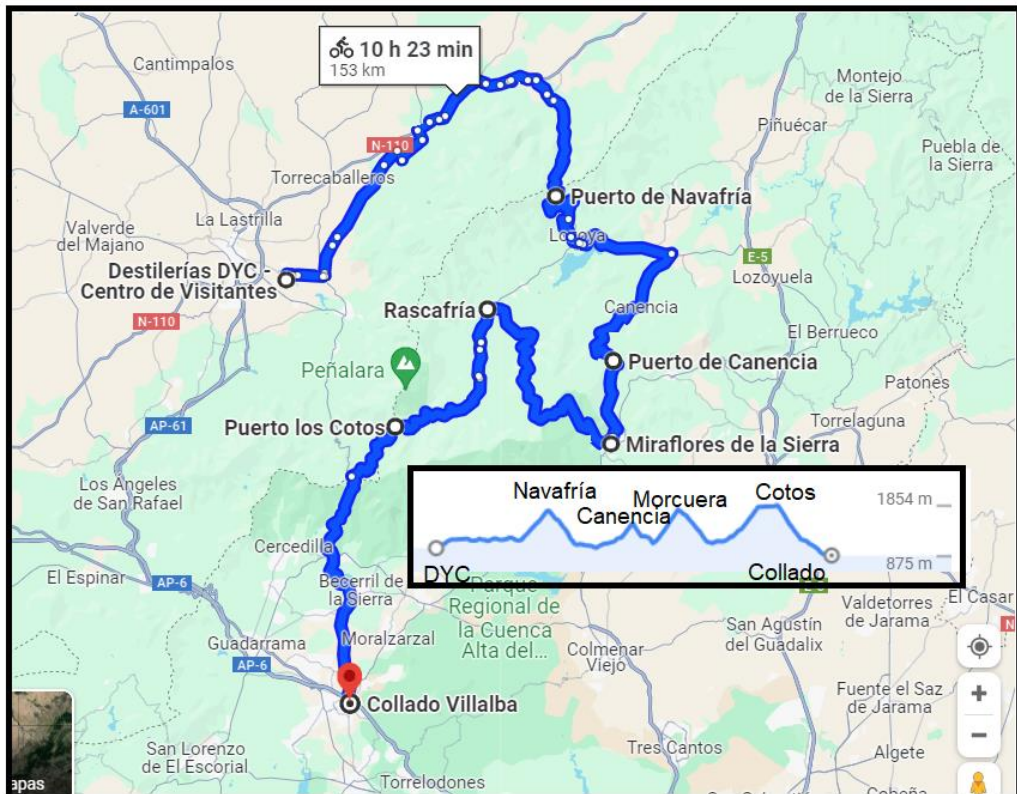 10 h 23 min
153 km
Cantimpalos
A-601
Montejo
de la Sierra
Piñuécar
Puebla de
la Sierra
N-110
Torrecaballeros
La Lastrilla
Valverde
del Majano
Puerto de Navafría
Lozoya
E-5
Lozoyuela
Destilerías DYC -
Centro de Visitantes
Canencia
Rascafría
N-110
El Berrueco
Peñalara
Puerto de Canencia
Patones
AP-61
Puerto los Cotos
Torrelaguna
Miraflores de la Sierra
Los Angeles
de San Rafael
Navafría
Morcuera
Cotos
1854 m
Canencia
Cercedilla
875 m
DYC
Collado
El Espinar
AP-6
Becerril de
la Sierra
Parque
Regional de
la Cuenca
Alta del...
Valdetorres
de Jarama
El Casar
Guadarrama
Moralzarzal
San Agustín
del Guadalix
AP-6
Colmenar
Viejo
Collado Villalba
Fuente el Saz
de Jarama
San Lorenzo
de El Escorial
Tres Cantos
Algete
apas
Torrelodones